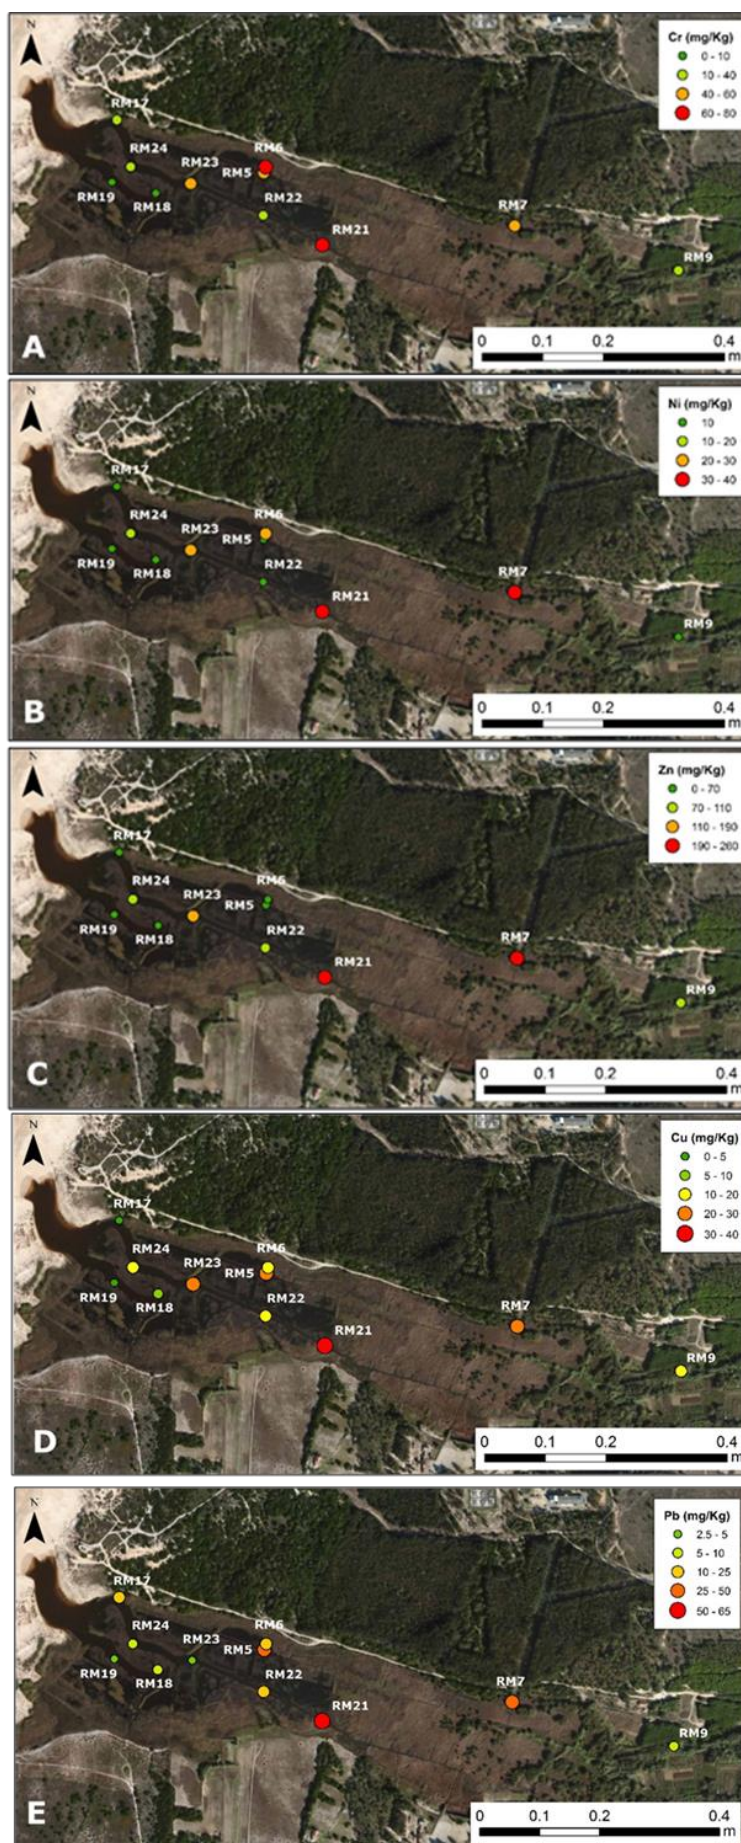 N
Cr (mg/Kg)
0 - 10
10 - 40
40 - 60
60 - 80
RM17
RM24
RM23
RM6
RM5
RM19
RM18
RM22
RM21
RM7
RM9
A
0 0.1 0.2 0.4
m
N
Ni (mg/Kg)
10
10 - 20
20 - 30
30 - 40
RM17
RM24
RM23
RM6
RM5
RM19
RM18
RM22
RM21
RM7
RM9
B
0 0.1 0.2 0.4
m
N
Zn (mg/Kg)
0 - 70
70 - 110
110 - 190
190 - 260
RM17
RM24
RM23
RM6
RM5
RM19
RM18
RM22
RM21
RM7
RM9
C
0 0.1 0.2 0.4
m
N
Cu (mg/Kg)
0 - 5
5 - 10
10 - 20
20 - 30
30 - 40
RM17
RM24
RM23
RM6
RM5
RM19
RM18
RM22
RM21
RM7
RM9
D
0 0.1 0.2 0.4
m
N
Pb (mg/Kg)
2.5 - 5
5 - 10
10 - 25
25 - 50
50 - 65
RM17
RM24
RM23
RM6
RM5
RM19
RM18
RM22
RM21
RM7
RM9
E
0 0.1 0.2 0.4
m